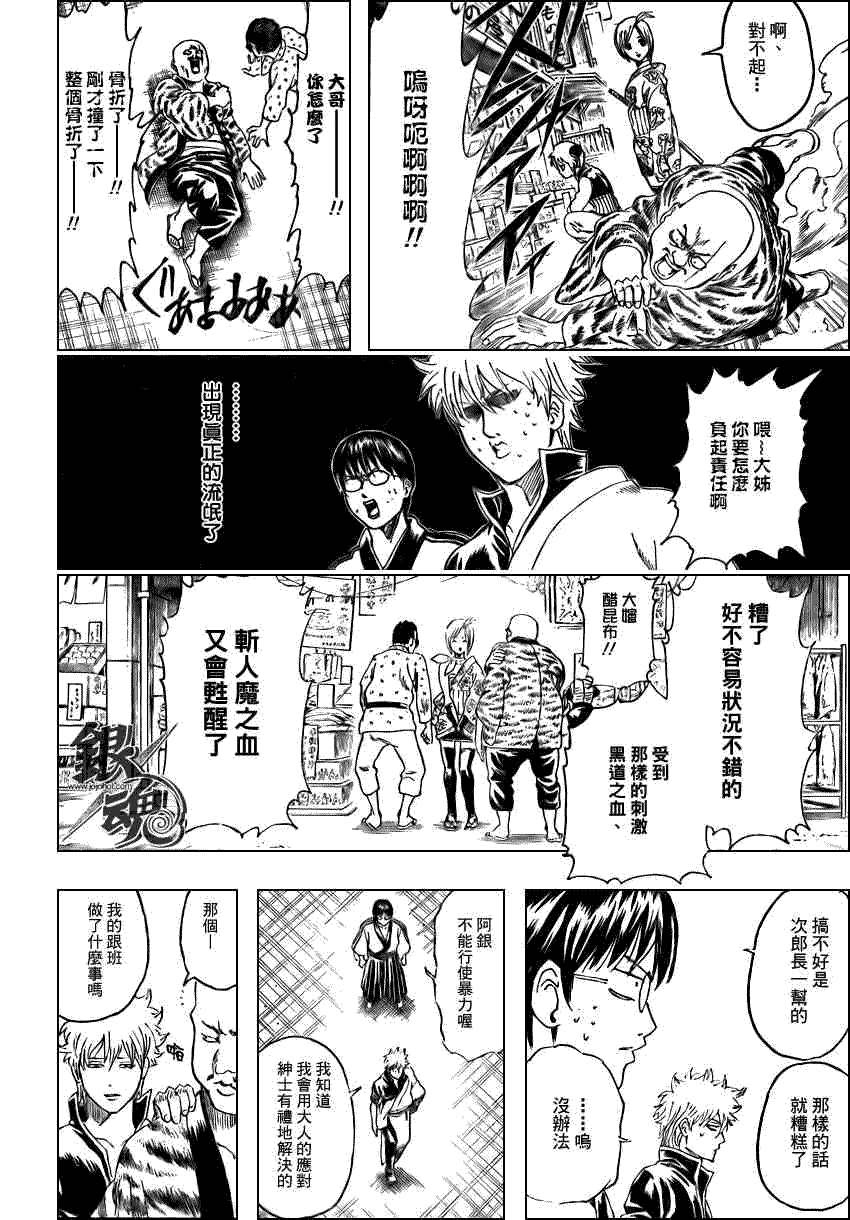 啊、
對不起…
嗚呀呃啊啊啊!!
大哥——
你怎麼了——!!
骨折了——!!
剛才撞了一下
整個骨折了——!!
ぐああああああ
喂~大姊
你要怎麼
負起責任啊
………
出現真正的流氓了
糟了
好不容易狀況不錯的
大嬸
醋昆布!!
受到
那樣的刺激
黑道之血、
斬人魔之血
又會甦醒了
銀魂
www.jojohot.com
搞不好是
次郎長一幫的
那樣的話
就糟糕了
……嗚
沒辦法
阿銀
不能行使暴力喔
我知道
我會用大人的應對
紳士有禮地解決的
那個—
我的跟班
做了什麼事嗎